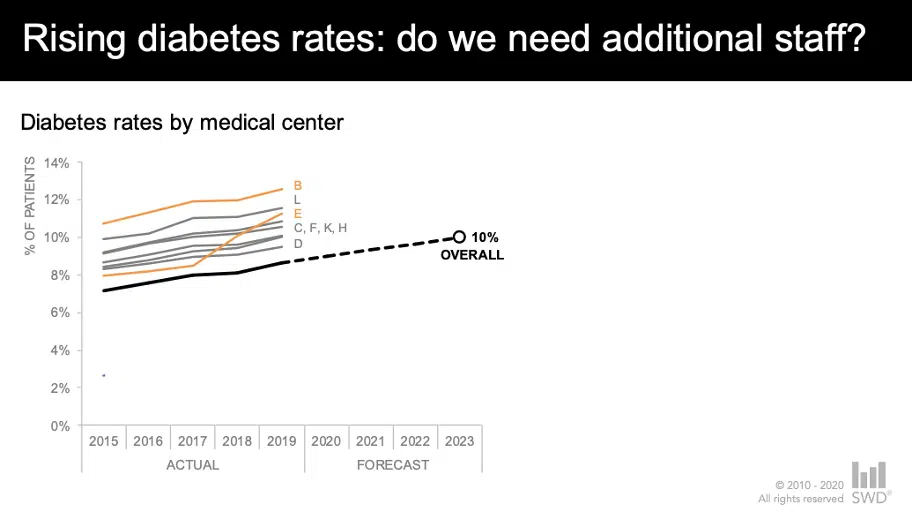 Rising diabetes rates: do we need additional staff?
Diabetes rates by medical center
% OF PATIENTS
14%
12%
10%
8%
6%
4%
2%
0%
B
L
E
C, F, K, H
D
10%
OVERALL
2015 2016 2017 2018 2019 2020 2021 2022 2023
ACTUAL FORECAST
© 2010 - 2020
All rights reserved
SWD®